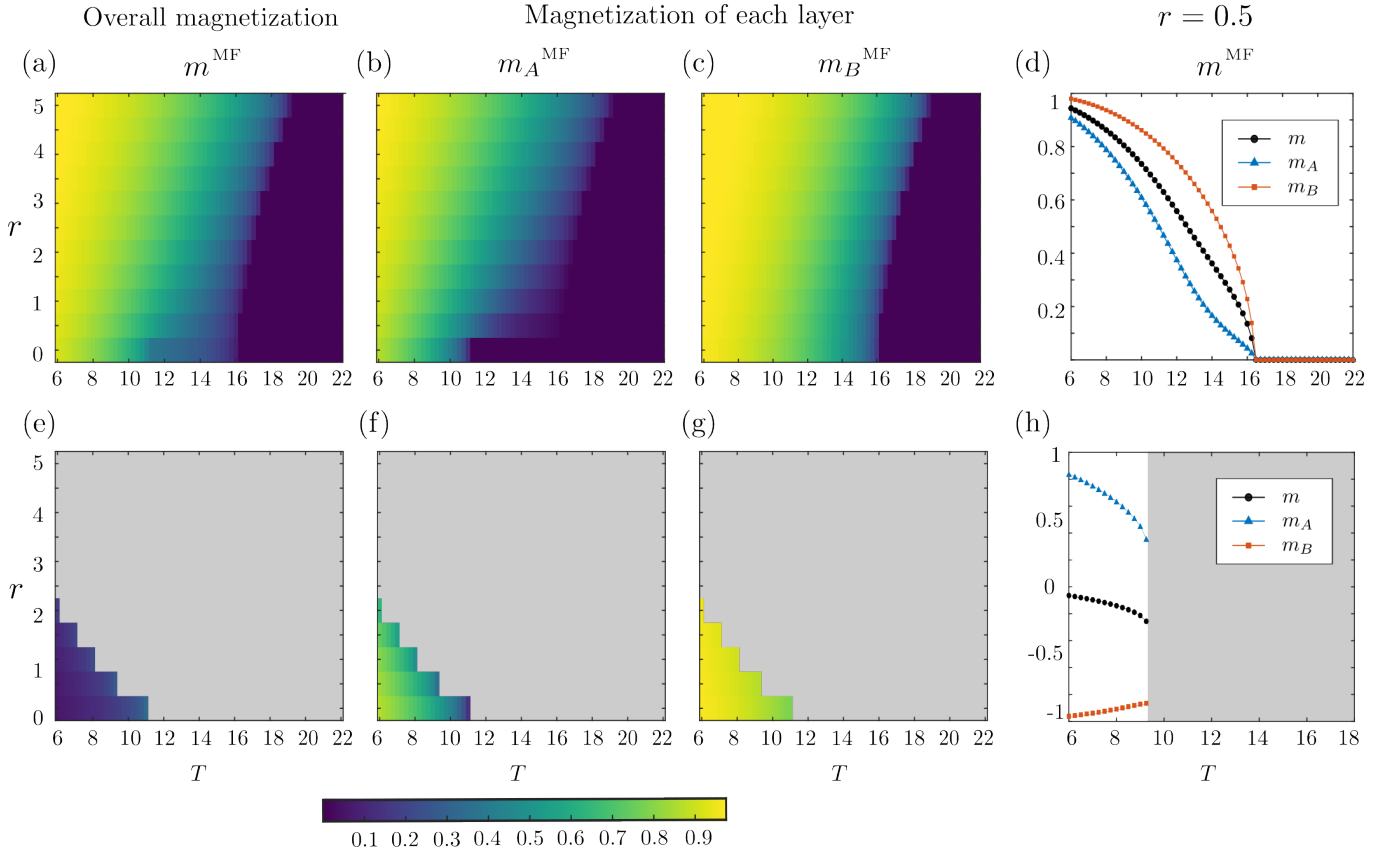 Overall magnetization
Magnetization of each layer
r = 0.5
(a) m^MF
(b) m_A^MF
(c) m_B^MF
(d) m^MF
r
5
4
3
2
1
0
6 8 10 12 14 16 18 20 22
6 8 10 12 14 16 18 20 22
6 8 10 12 14 16 18 20 22
1
0.8
0.6
0.4
0.2
m
m_A
m_B
6 8 10 12 14 16 18 20 22
(e)
(f)
(g)
(h)
r
5
4
3
2
1
0
6 8 10 12 14 16 18 20 22
T
6 8 10 12 14 16 18 20 22
T
6 8 10 12 14 16 18 20 22
T
1
0.5
0
-0.5
-1
m
m_A
m_B
6 8 10 12 14 16 18
T
0.1 0.2 0.3 0.4 0.5 0.6 0.7 0.8 0.9